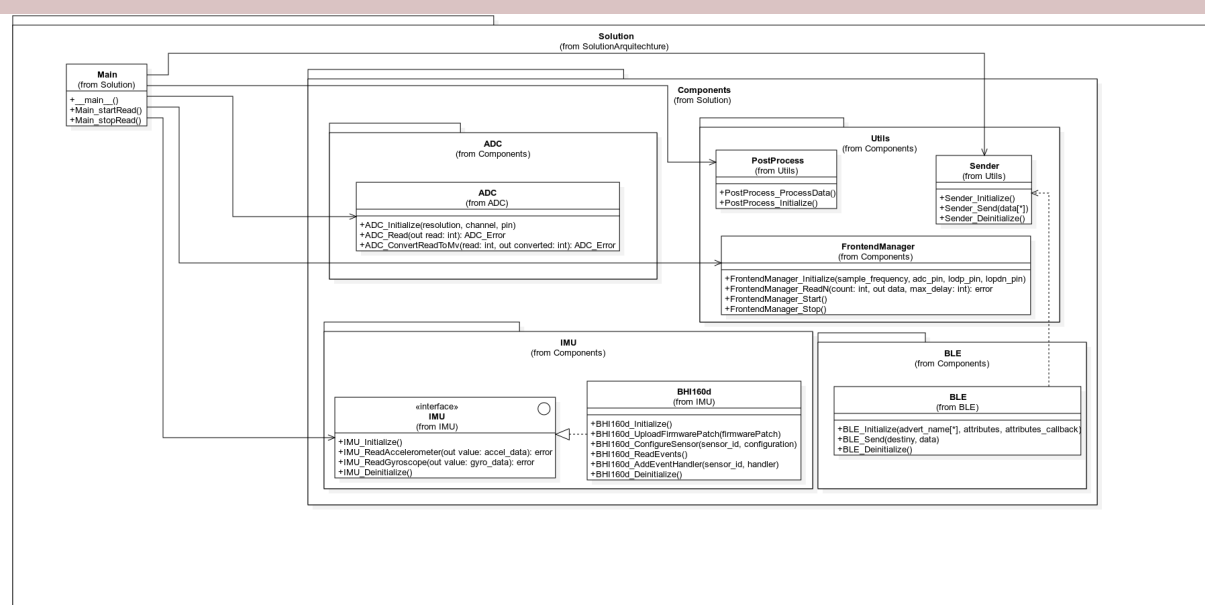 Solution
(from SolutionArquitechture)
Main
(from Solution)
+__main__()
+Main_startRead()
+Main_stopRead()
Components
(from Solution)
ADC
(from Components)
ADC
(from ADC)
+ADC_Initialize(resolution, channel, pin)
+ADC_Read(out read: int): ADC_Error
+ADC_ConvertReadToMv(read: int, out converted: int): ADC_Error
Utils
(from Components)
PostProcess
(from Utils)
+PostProcess_ProcessData()
+PostProcess_Initialize()
Sender
(from Utils)
+Sender_Initialize()
+Sender_Send(data[*])
+Sender_Deinitialize()
FrontendManager
(from Components)
+FrontendManager_Initialize(sample_frequency, adc_pin, lodp_pin, lopdn_pin)
+FrontendManager_ReadN(count: int, out data, max_delay: int): error
+FrontendManager_Start()
+FrontendManager_Stop()
IMU
(from Components)
«interface»
IMU
(from IMU)
+IMU_Initialize()
+IMU_ReadAccelerometer(out value: accel_data): error
+IMU_ReadGyroscope(out value: gyro_data): error
+IMU_Deinitialize()
BHI160d
(from IMU)
+BHI160d_Initialize()
+BHI160d_UploadFirmwarePatch(firmwarePatch)
+BHI160d_ConfigureSensor(sensor_id, configuration)
+BHI160d_ReadEvents()
+BHI160d_AddEventHandler(sensor_id, handler)
+BHI160d_Deinitialize()
BLE
(from Components)
BLE
(from BLE)
+BLE_Initialize(advert_name[*], attributes, attributes_callback)
+BLE_Send(destiny, data)
+BLE_Deinitialize()